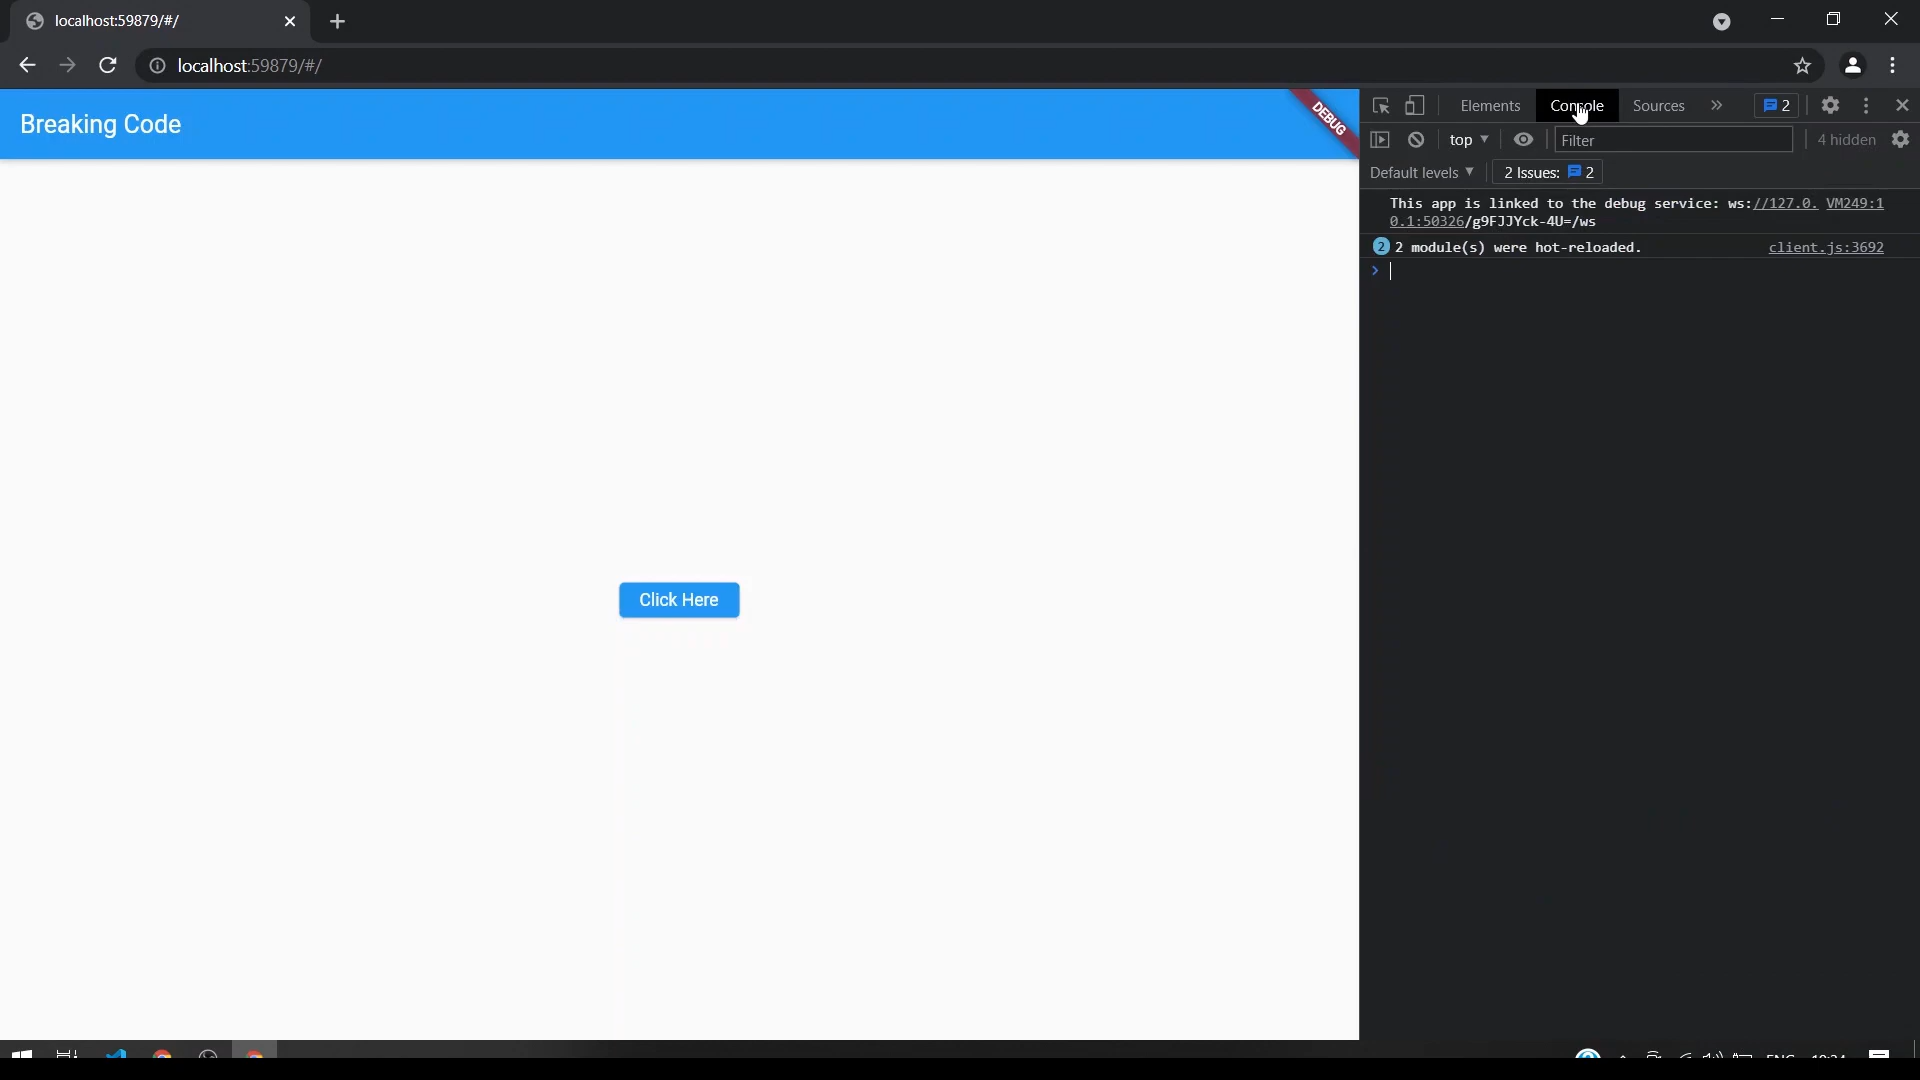 localhost:59879/#/
localhost:59879/#/
Breaking Code
DEBUG
Click Here
Elements
Console
Sources
2
top
Filter
4 hidden
Default levels
2 Issues: 2
This app is linked to the debug service: ws://127.0. VM249:1
0.1:50326/g9FJJYck-4U=/ws
2 2 module(s) were hot-reloaded. client.js:3692